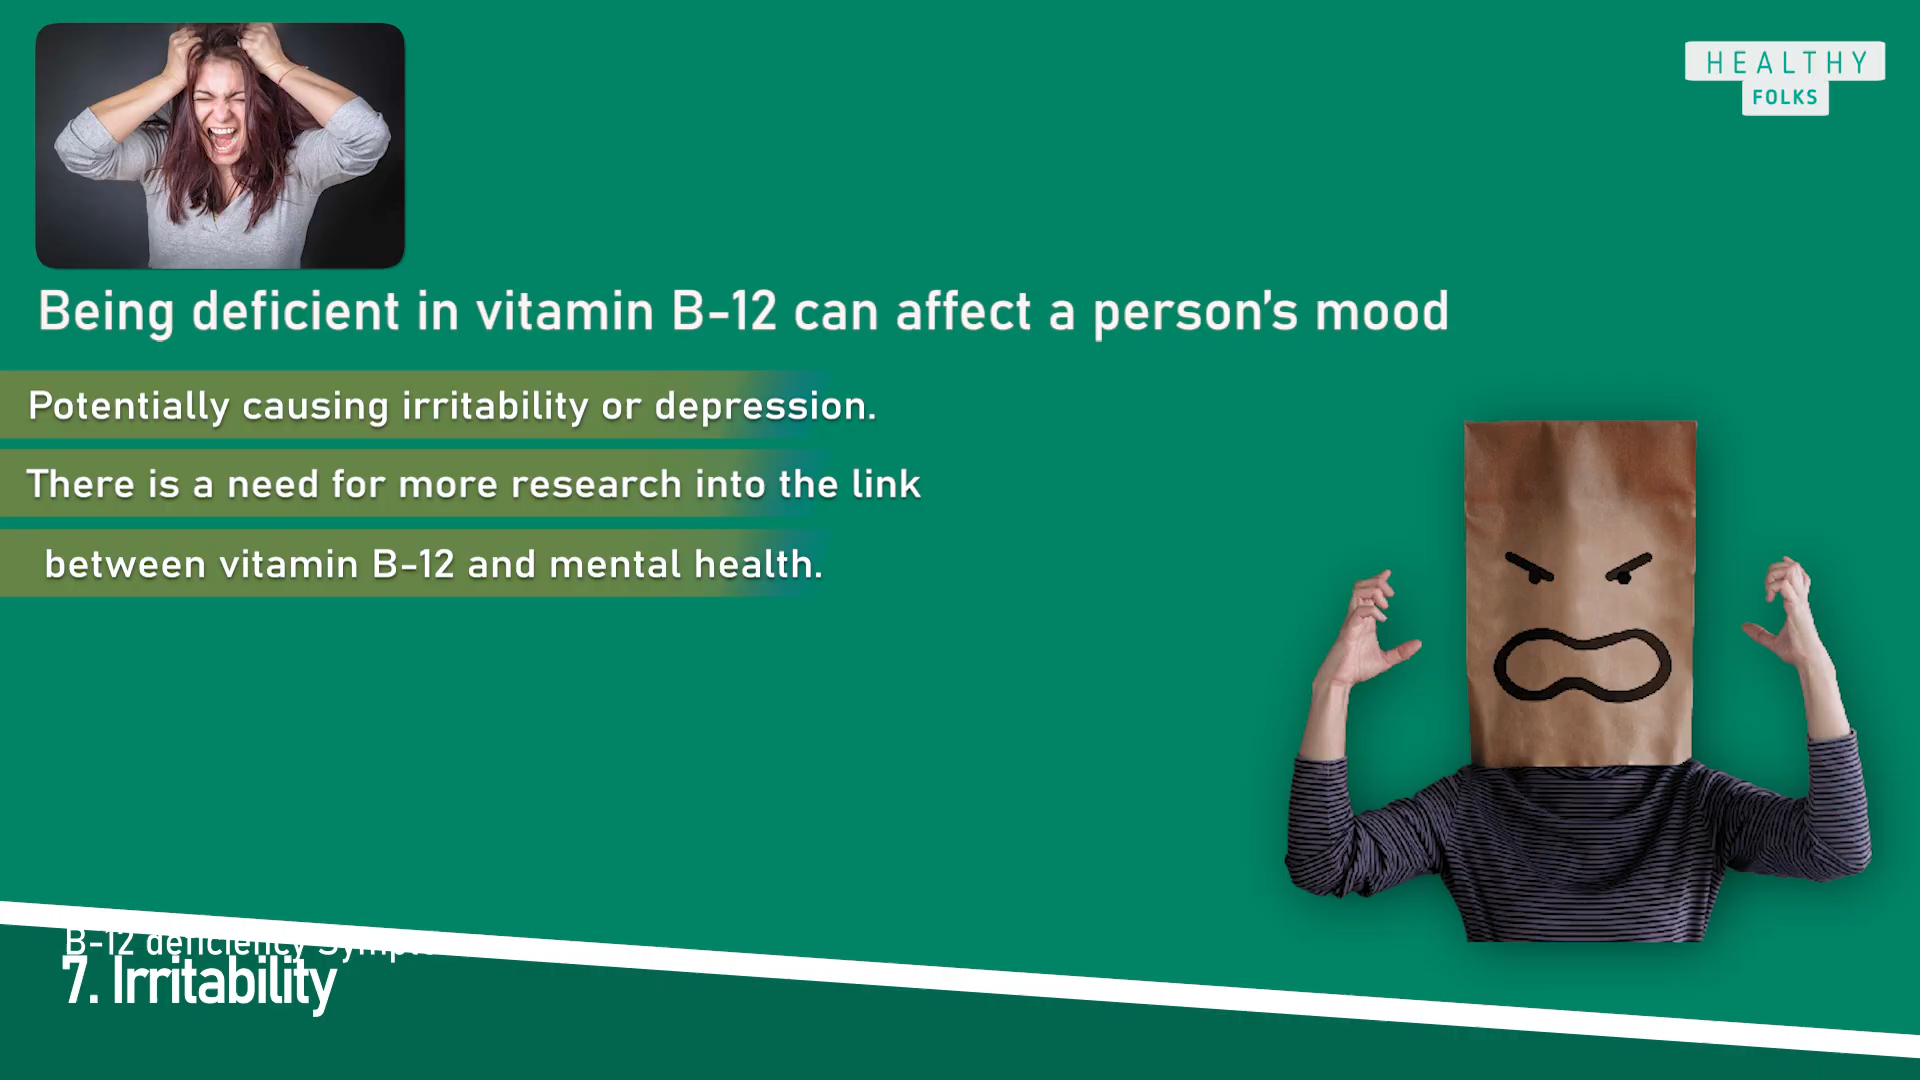 HEALTHY
FOLKS
Being deficient in vitamin B-12 can affect a person's mood
Potentially causing irritability or depression.
There is a need for more research into the link
between vitamin B-12 and mental health.
B-12 deficiency
7. Irritability